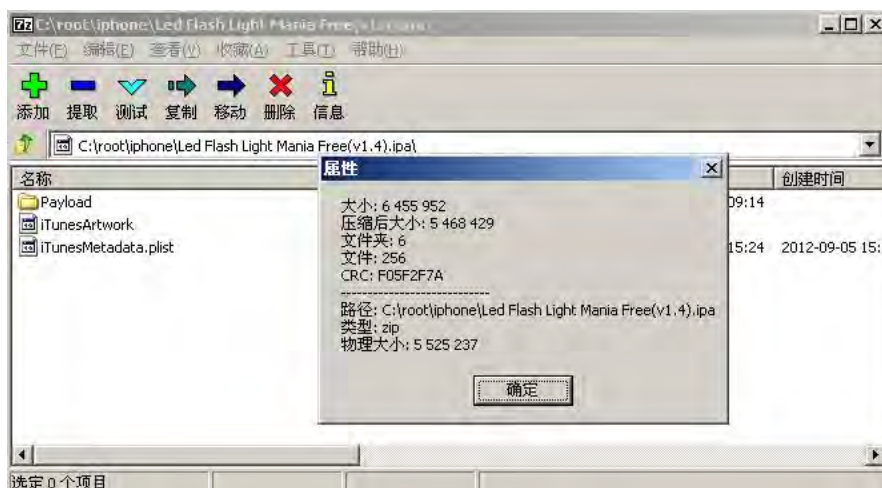 7z C:\root\iphone\Led Flash Light Mania Free(v1.4).ipa\
文件(F) 编辑(E) 查看(V) 收藏(A) 工具(T) 帮助(H)
添加 提取 测试 复制 移动 删除 信息
C:\root\iphone\Led Flash Light Mania Free(v1.4).ipa\
名称 创建时间
Payload 09:14
iTunesArtwork
iTunesMetadata.plist 15:24 2012-09-05 15:
属性
大小: 6 455 952
压缩后大小: 5 468 429
文件夹: 6
文件: 256
CRC: F05F2F7A
--------------------------
路径: C:\root\iphone\Led Flash Light Mania Free(v1.4).ipa
类型: zip
物理大小: 5 525 237
确定
选定 0 个项目